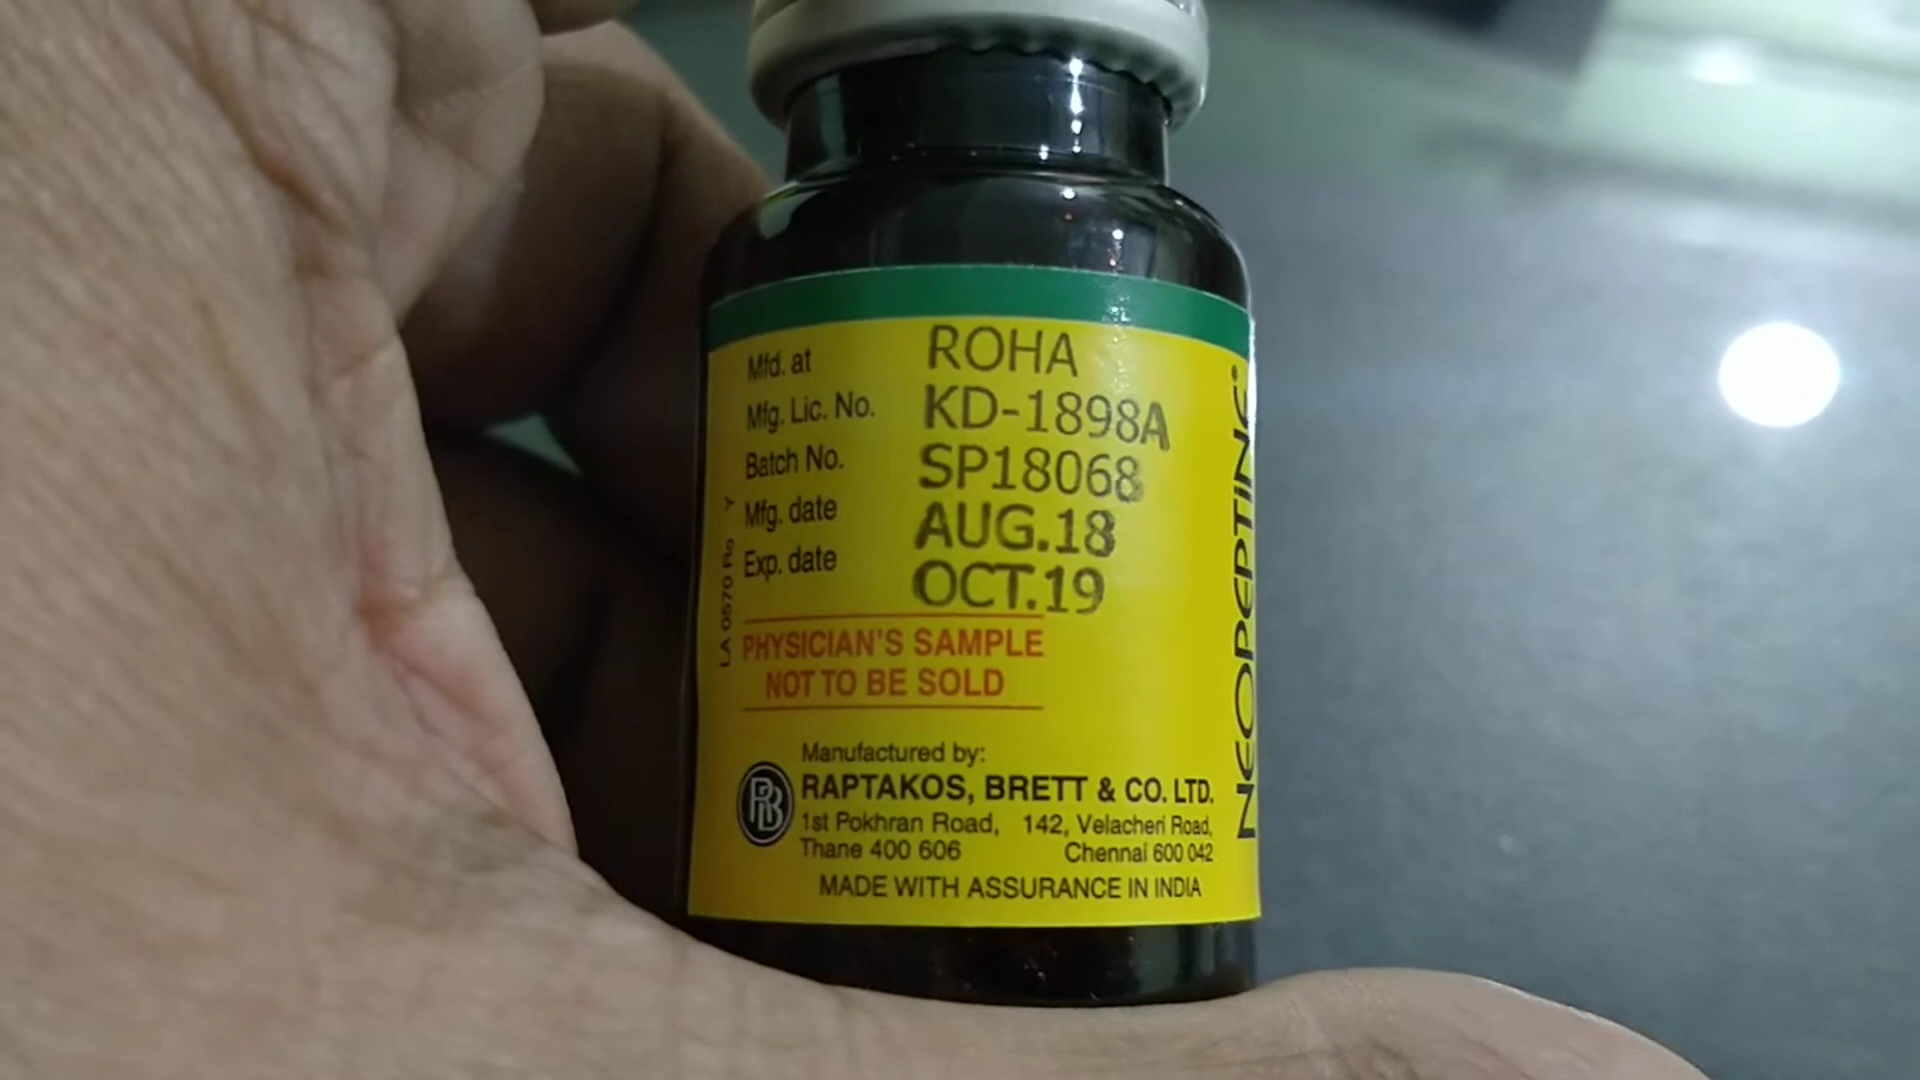 Mfd. at ROHA
Mfg. Lic. No. KD-1898A
Batch No. SP18068
Mfg. date AUG.18
Exp. date OCT.19
PHYSICIAN'S SAMPLE
NOT TO BE SOLD
Manufactured by:
RAPTAKOS, BRETT & CO. LTD.
1st Pokhran Road, 142, Velacheri Road,
Thane 400 606 Chennai 600 042
MADE WITH ASSURANCE IN INDIA
NEOPEPTINE®
LA 0570 Ro Y